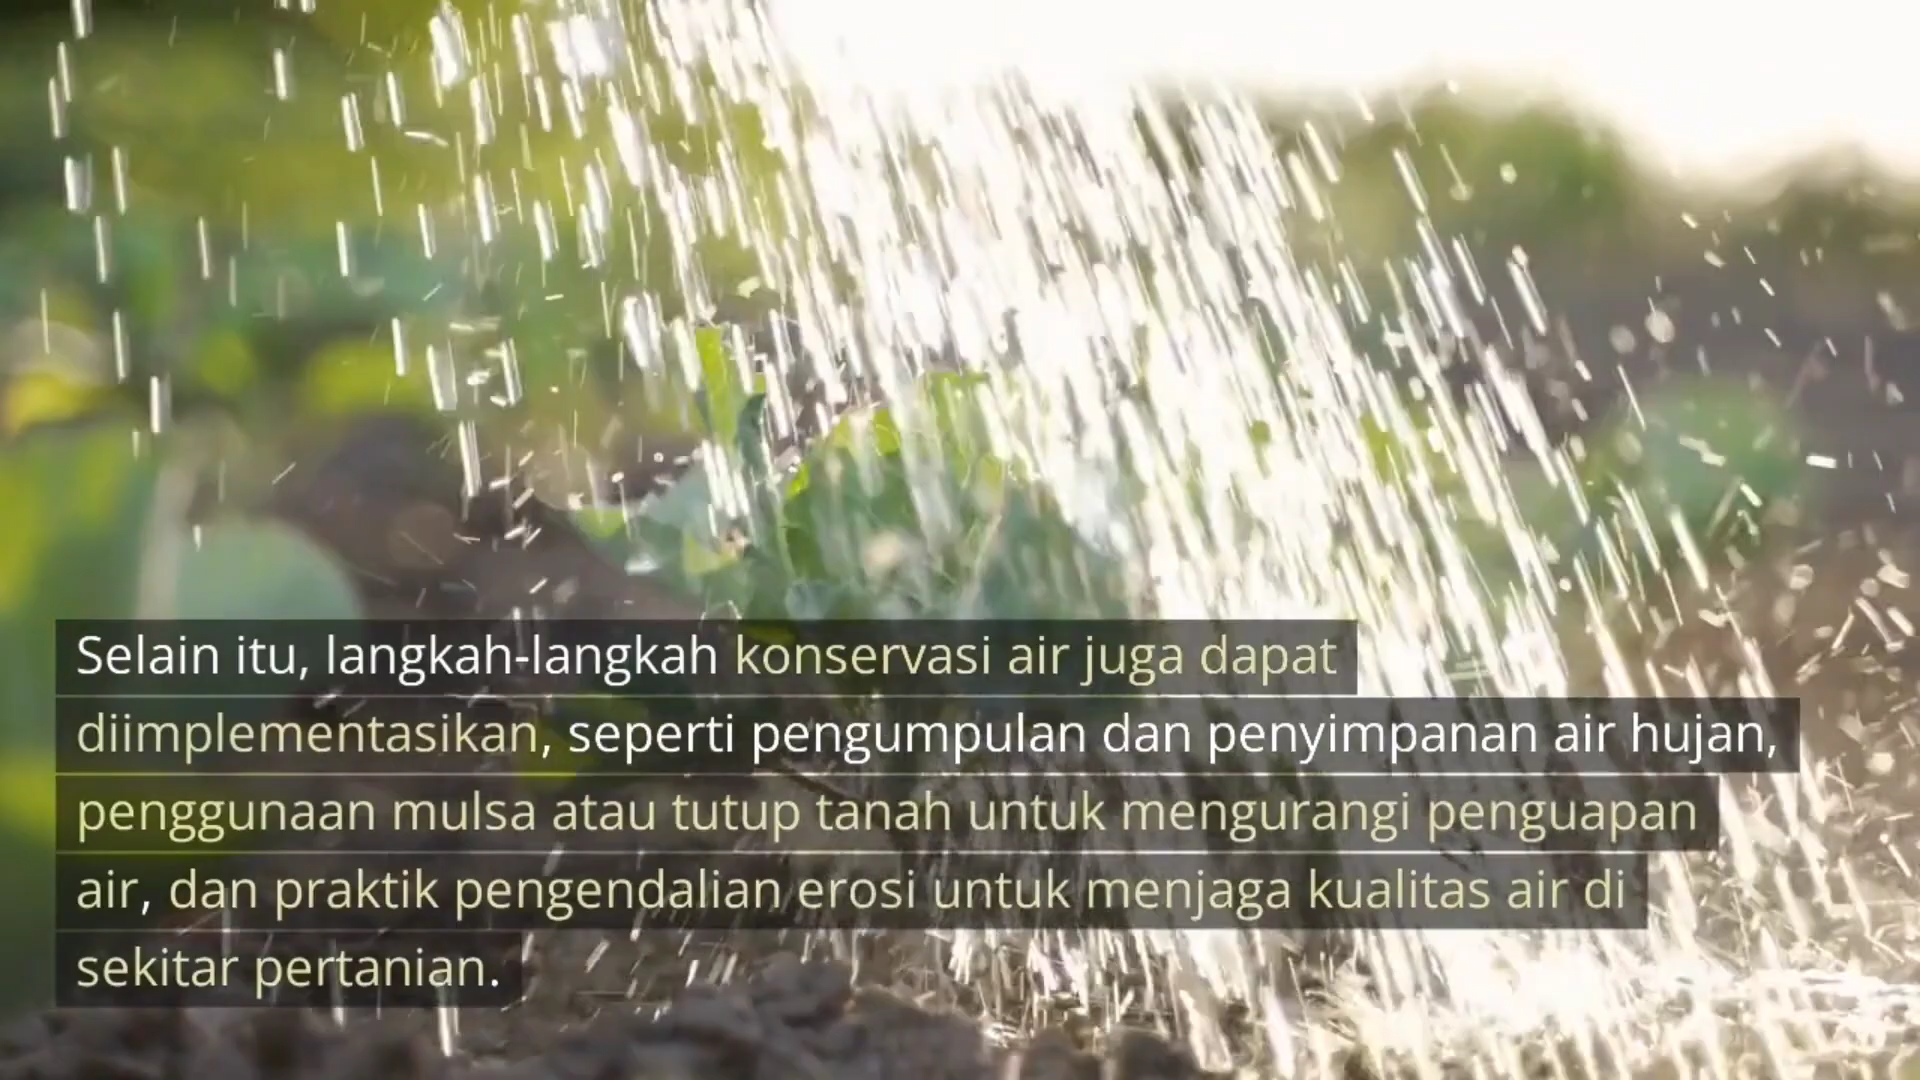 Selain itu, langkah-langkah konservasi air juga dapat
diimplementasikan, seperti pengumpulan dan penyimpanan air hujan,
penggunaan mulsa atau tutup tanah untuk mengurangi penguapan
air, dan praktik pengendalian erosi untuk menjaga kualitas air di
sekitar pertanian.